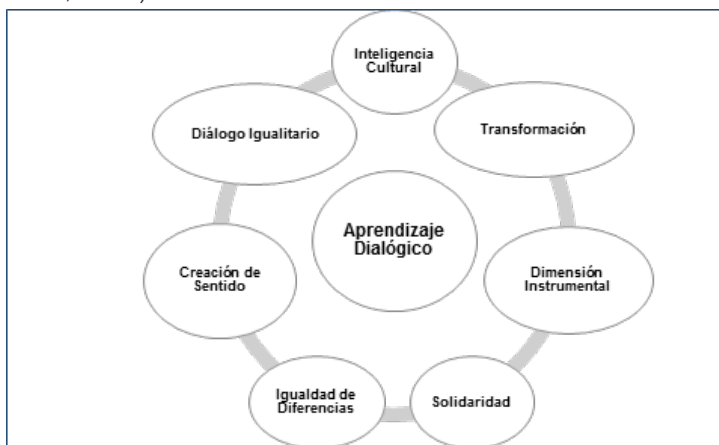 Inteligencia
Cultural
Diálogo Igualitario
Transformación
Aprendizaje
Dialógico
Creación de
Sentido
Dimensión
Instrumental
Igualdad de
Diferencias
Solidaridad